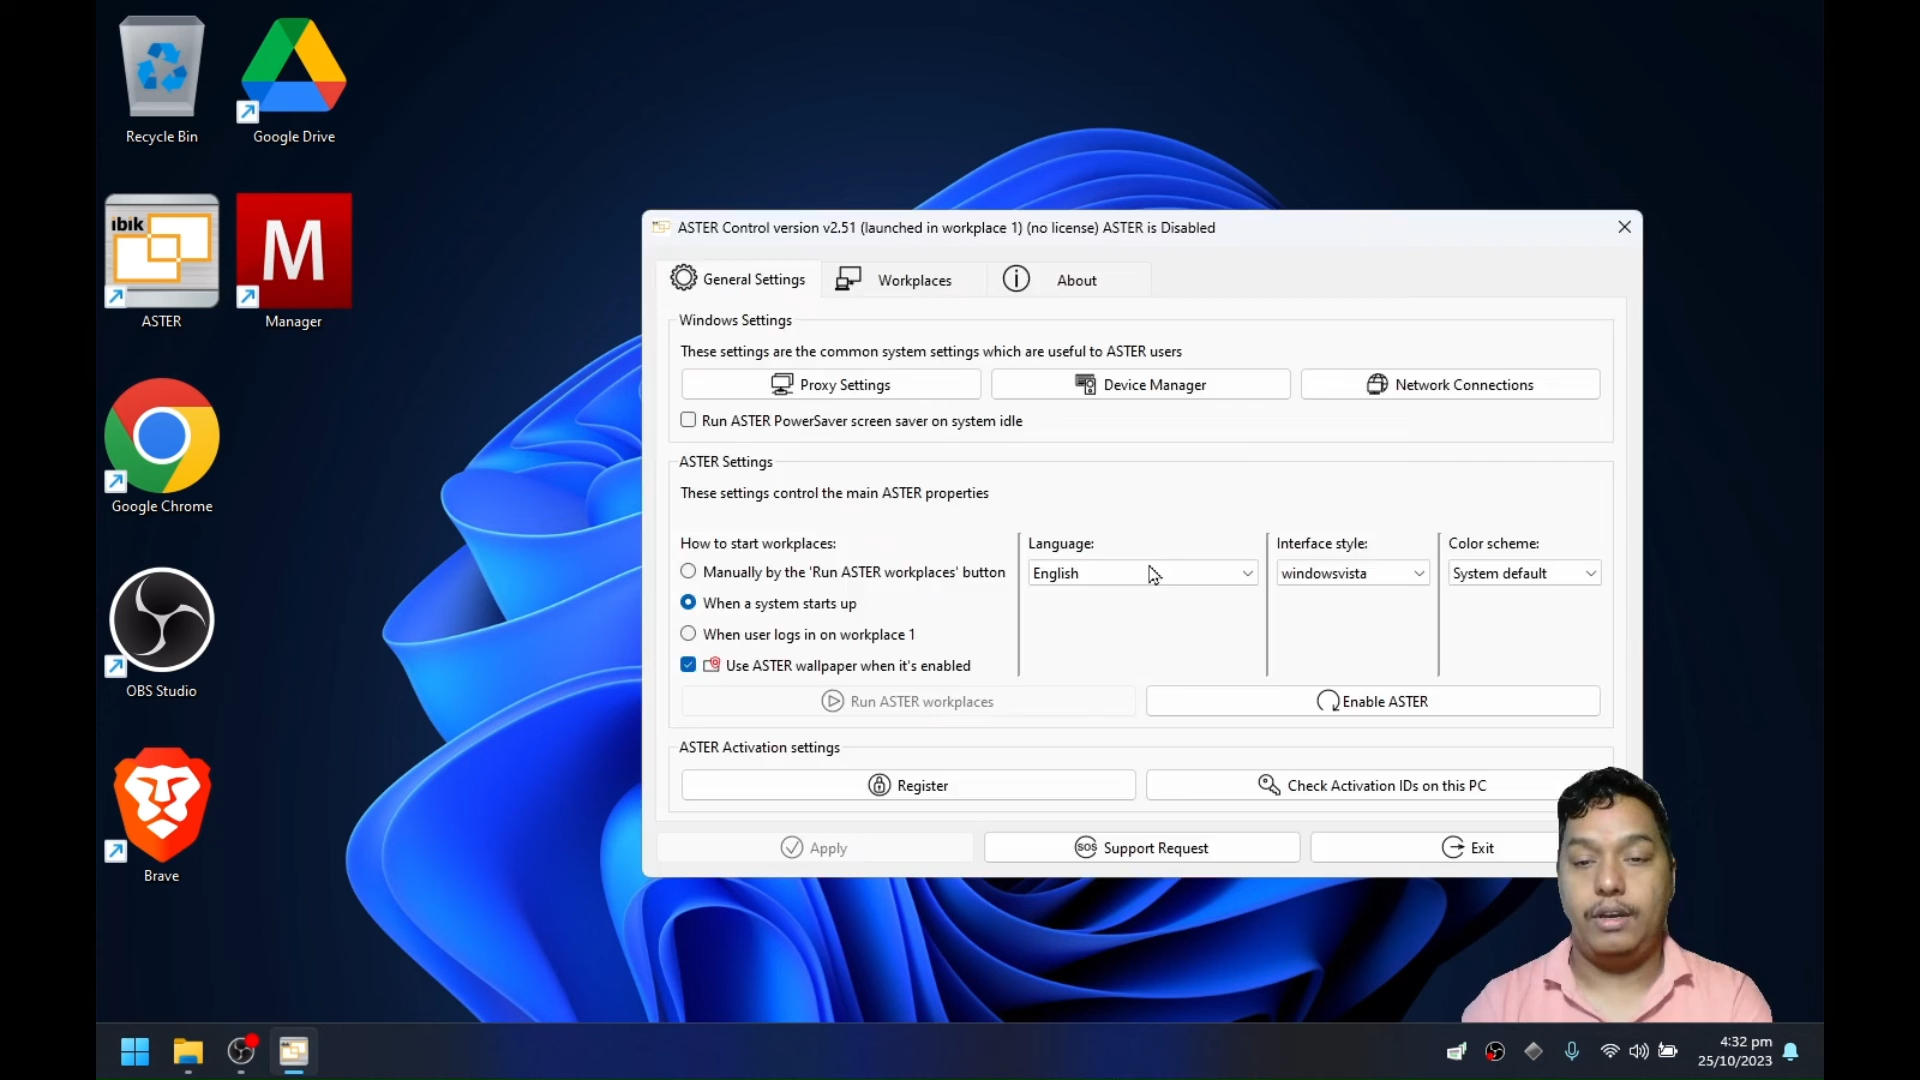 Recycle Bin
Google Drive
ibik
M
ASTER
Manager
Google Chrome
OBS Studio
Brave
ASTER Control version v2.51 (launched in workplace 1) (no license) ASTER is Disabled
General Settings
Workplaces
About
Windows Settings
These settings are the common system settings which are useful to ASTER users
Proxy Settings
Device Manager
Network Connections
Run ASTER PowerSaver screen saver on system idle
ASTER Settings
These settings control the main ASTER properties
How to start workplaces:
Manually by the 'Run ASTER workplaces' button
When a system starts up
When user logs in on workplace 1
Use ASTER wallpaper when it's enabled
Language:
English
Interface style:
windowsvista
Color scheme:
System default
Run ASTER workplaces
Enable ASTER
ASTER Activation settings
Register
Check Activation IDs on this PC
Apply
SOS Support Request
Exit
4:32 pm
25/10/2023